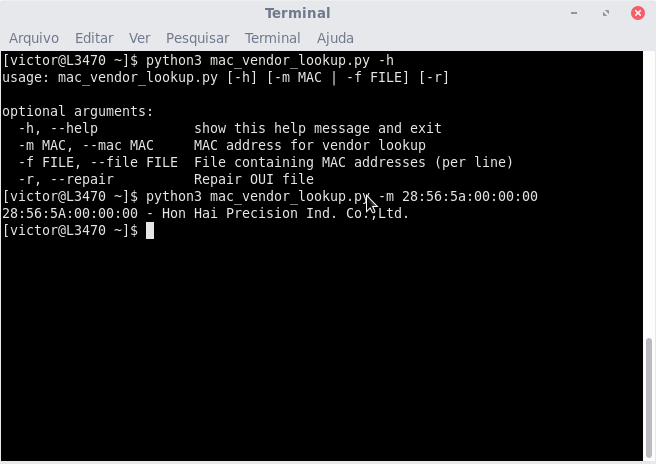 Terminal
Arquivo Editar Ver Pesquisar Terminal Ajuda
[victor@L3470 ~]$ python3 mac_vendor_lookup.py -h
usage: mac_vendor_lookup.py [-h] [-m MAC | -f FILE] [-r]

optional arguments:
  -h, --help            show this help message and exit
  -m MAC, --mac MAC     MAC address for vendor lookup
  -f FILE, --file FILE  File containing MAC addresses (per line)
  -r, --repair          Repair OUI file
[victor@L3470 ~]$ python3 mac_vendor_lookup.py -m 28:56:5a:00:00:00
28:56:5A:00:00:00 - Hon Hai Precision Ind. Co.,Ltd.
[victor@L3470 ~]$